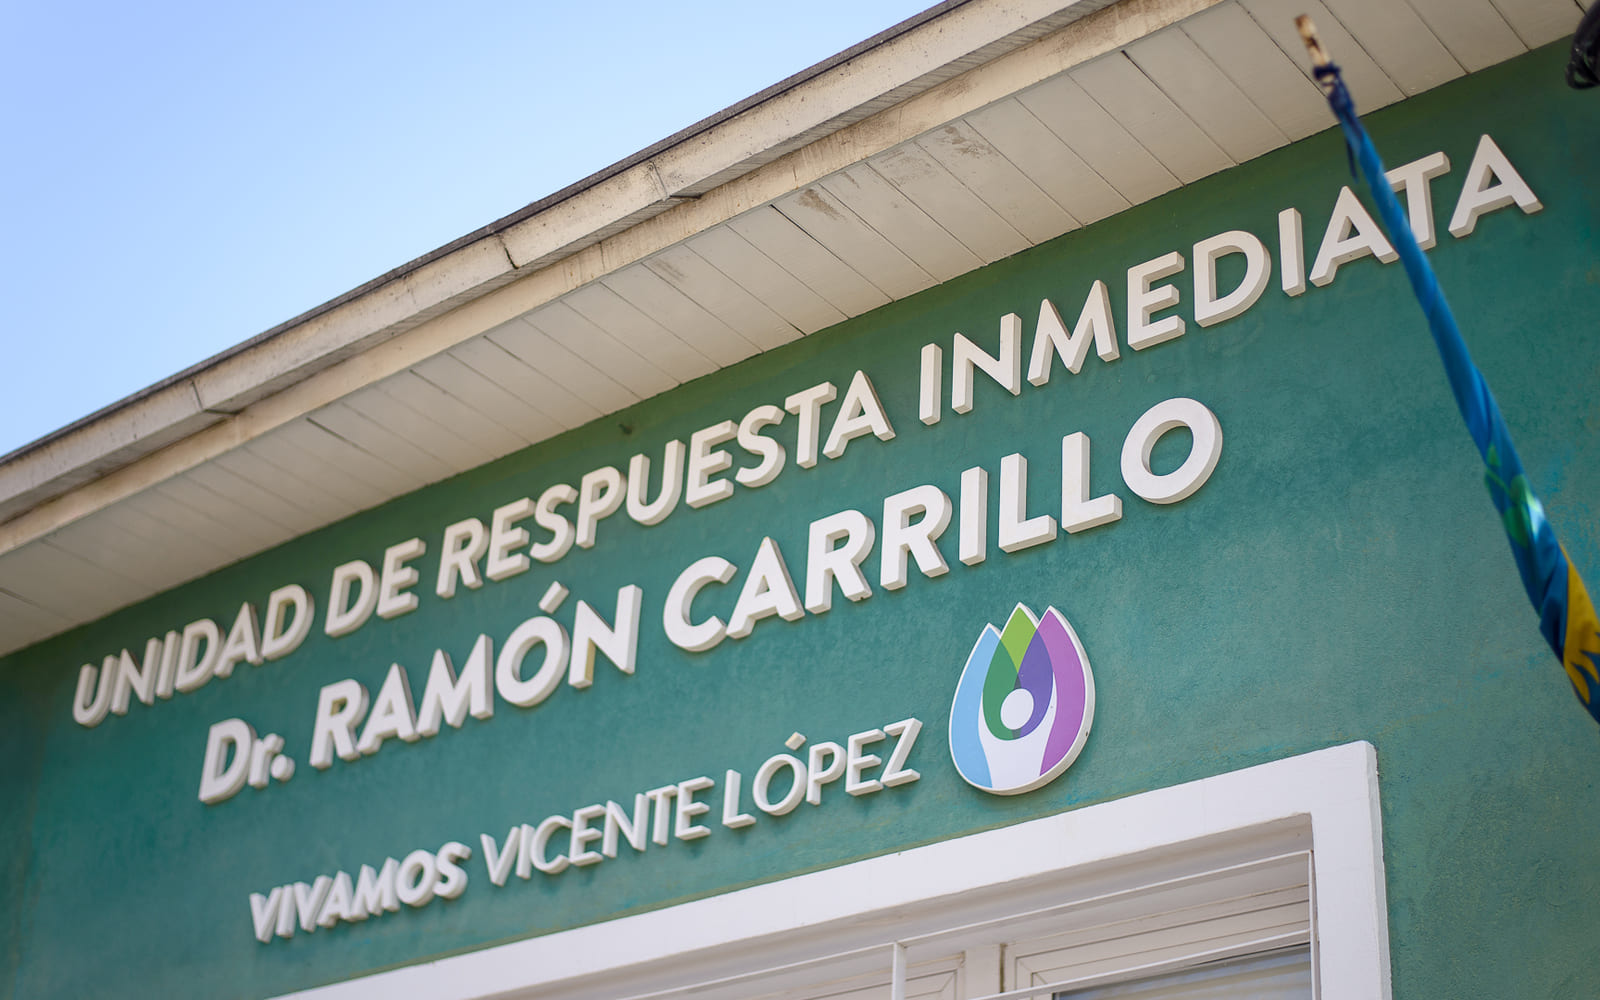 UNIDAD DE RESPUESTA INMEDIATA
Dr. RAMÓN CARRILLO
VIVAMOS VICENTE LÓPEZ